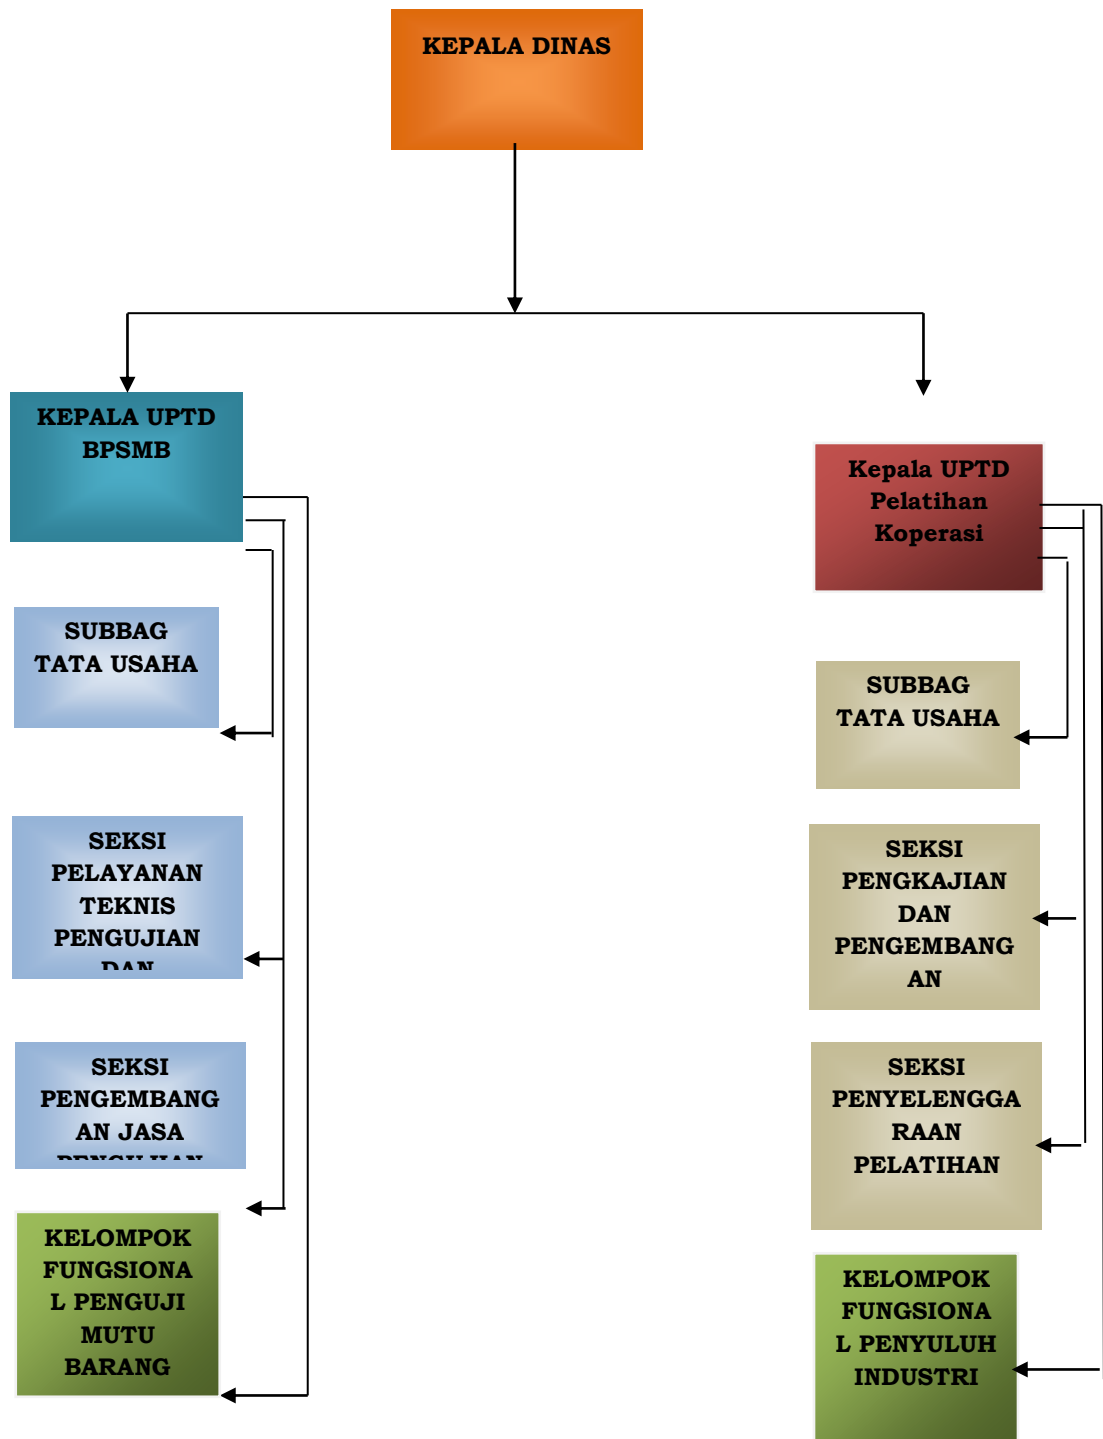 KEPALA DINAS
KEPALA UPTD
BPSMB
SUBBAG
TATA USAHA
SEKSI
PELAYANAN
TEKNIS
PENGUJIAN
DAN
SEKSI
PENGEMBANG
AN JASA
KELOMPOK
FUNGSIONA
L PENGUJI
MUTU
BARANG
Kepala UPTD
Pelatihan
Koperasi
SUBBAG
TATA USAHA
SEKSI
PENGKAJIAN
DAN
PENGEMBANG
AN
SEKSI
PENYELENGGA
RAAN
PELATIHAN
KELOMPOK
FUNGSIONA
L PENYULUH
INDUSTRI